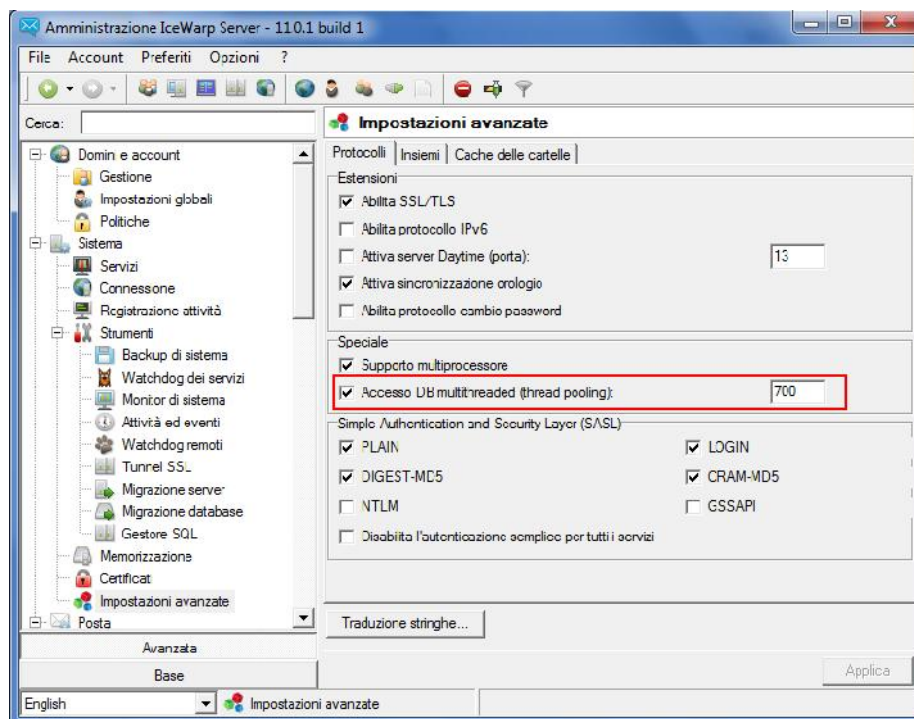 Amministrazione IceWarp Server - 11.0.1 build 1
File Account Preferiti Opzioni ?
Cerca:
Domin e account
Gestione
Impostazioni globali
Politiche
Sistema
Servizi
Connessone
Registrazione attività
Strumenti
Backup di sistema
Watchdog dei servizi
Monitor di sistema
Attività ed eventi
Watchdog remoti
Tunnel SSL
Migrazione server
Migrazione database
Gestore SQL
Memorizzazione
Certificat
Impostazioni avanzate
Posta
Avanzata
Base
Impostazioni avanzate
Protocolli Insiemi Cache delle cartelle
Estensioni
Abilita SSL/TLS
Abilita protocollo IPv6
Attiva server Daytime (porta): 13
Attiva sincronizzazione orologio
Abilita protocollo cambio password
Speciale
Supporto multiprocessore
Accesso DB multithreaded (thread pooling): 700
Simple Authentication and Security Layer (SASL)
PLAIN LOGIN
DIGEST-MD5 CRAM-MD5
NTLM GSSAPI
Disabilita l'autenticazione semplice per tutti i servizi
Traduzione stringhe...
Applica
English Impostazioni avanzate